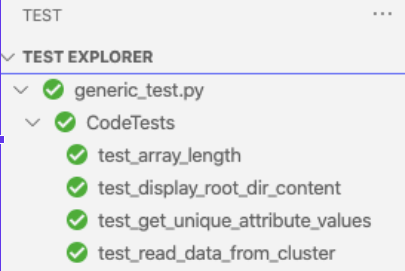 TEST
TEST EXPLORER
generic_test.py
CodeTests
test_array_length
test_display_root_dir_content
test_get_unique_attribute_values
test_read_data_from_cluster